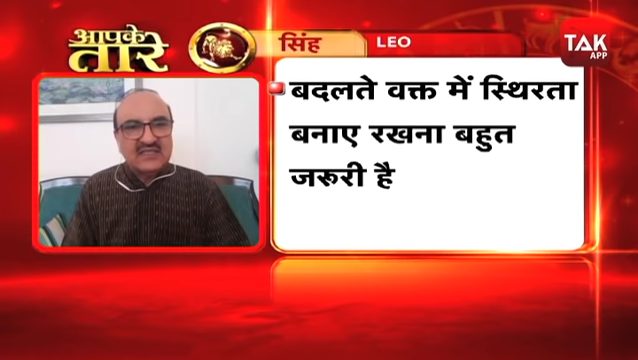 आपके
तारे
सिंह
LEO
TAK
APP
बदलते वक्त में स्थिरता
बनाए रखना बहुत
जरूरी है